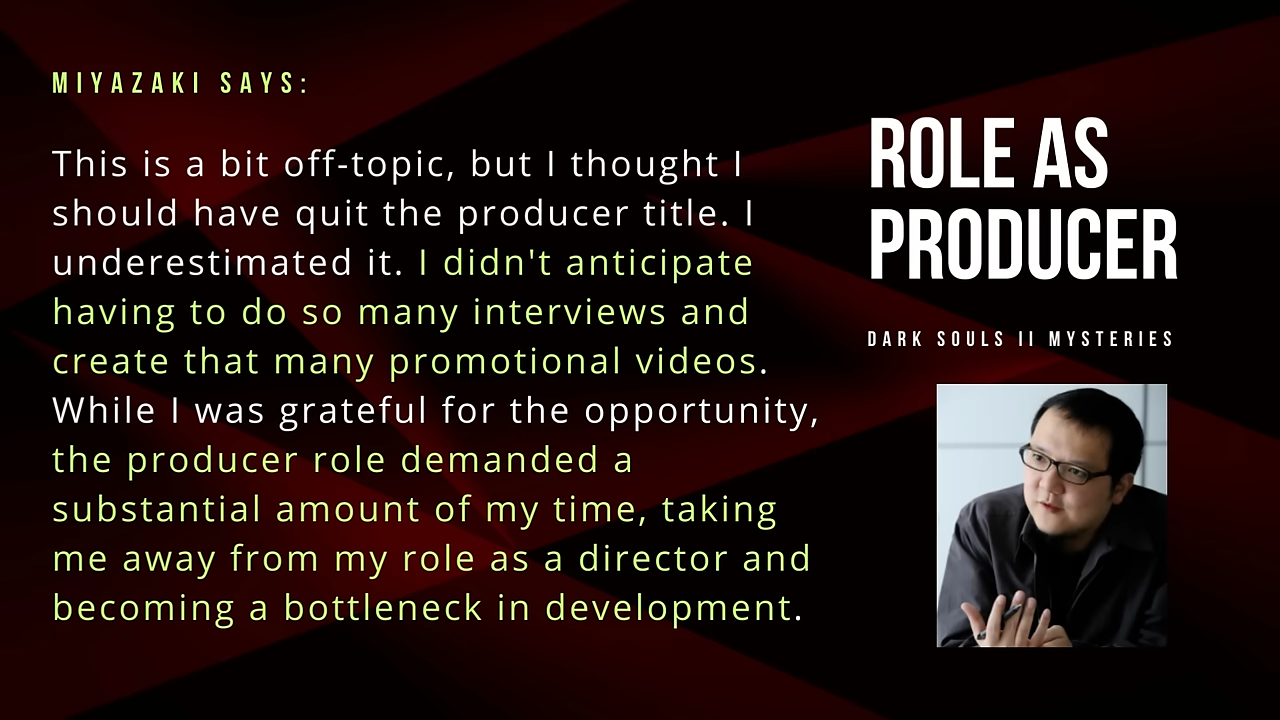 MIYAZAKI SAYS:
This is a bit off-topic, but I thought I
should have quit the producer title. I
underestimated it. I didn't anticipate
having to do so many interviews and
create that many promotional videos.
While I was grateful for the opportunity,
the producer role demanded a
substantial amount of my time, taking
me away from my role as a director and
becoming a bottleneck in development.
ROLE AS
PRODUCER
DARK SOULS II MYSTERIES